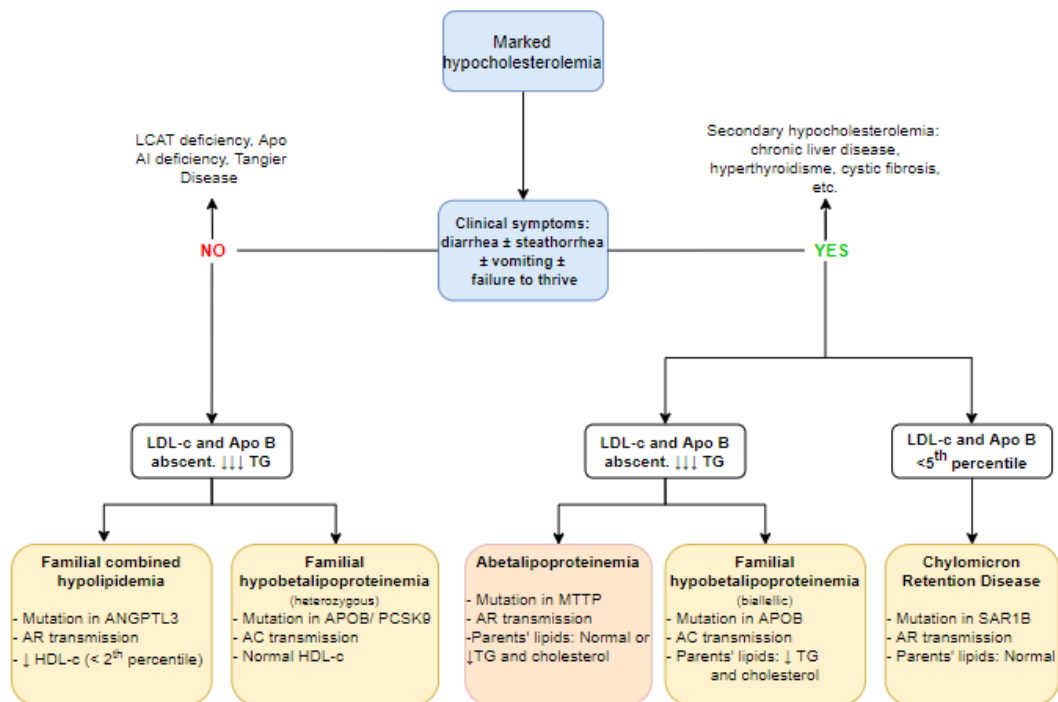 Marked
hypocholesterolemia
LCAT deficiency, Apo
AI deficiency, Tangier
Disease
Secondary hypocholesterolemia:
chronic liver disease,
hyperthyroidisme, cystic fibrosis,
etc.
Clinical symptoms:
diarrhea ± steathorrhea
± vomiting ±
failure to thrive
NO
YES
LDL-c and Apo B
abscent. ↓↓↓ TG
LDL-c and Apo B
abscent. ↓↓↓ TG
LDL-c and Apo B
<5th percentile
Familial combined
hypolipidemia
- Mutation in ANGPTL3
- AR transmission
- ↓ HDL-c (< 2th percentile)
Familial
hypobetalipoproteinemia
(heterozygous)
- Mutation in APOB/ PCSK9
- AC transmission
- Normal HDL-c
Abetalipoproteinemia
- Mutation in MTTP
- AR transmission
-Parents' lipids: Normal or
↓TG and cholesterol
Familial
hypobetalipoproteinemia
(biallelic)
- Mutation in APOB
- AC transmission
- Parents' lipids: ↓ TG
and cholesterol
Chylomicron
Retention Disease
- Mutation in SAR1B
- AR transmission
- Parents' lipids: Normal